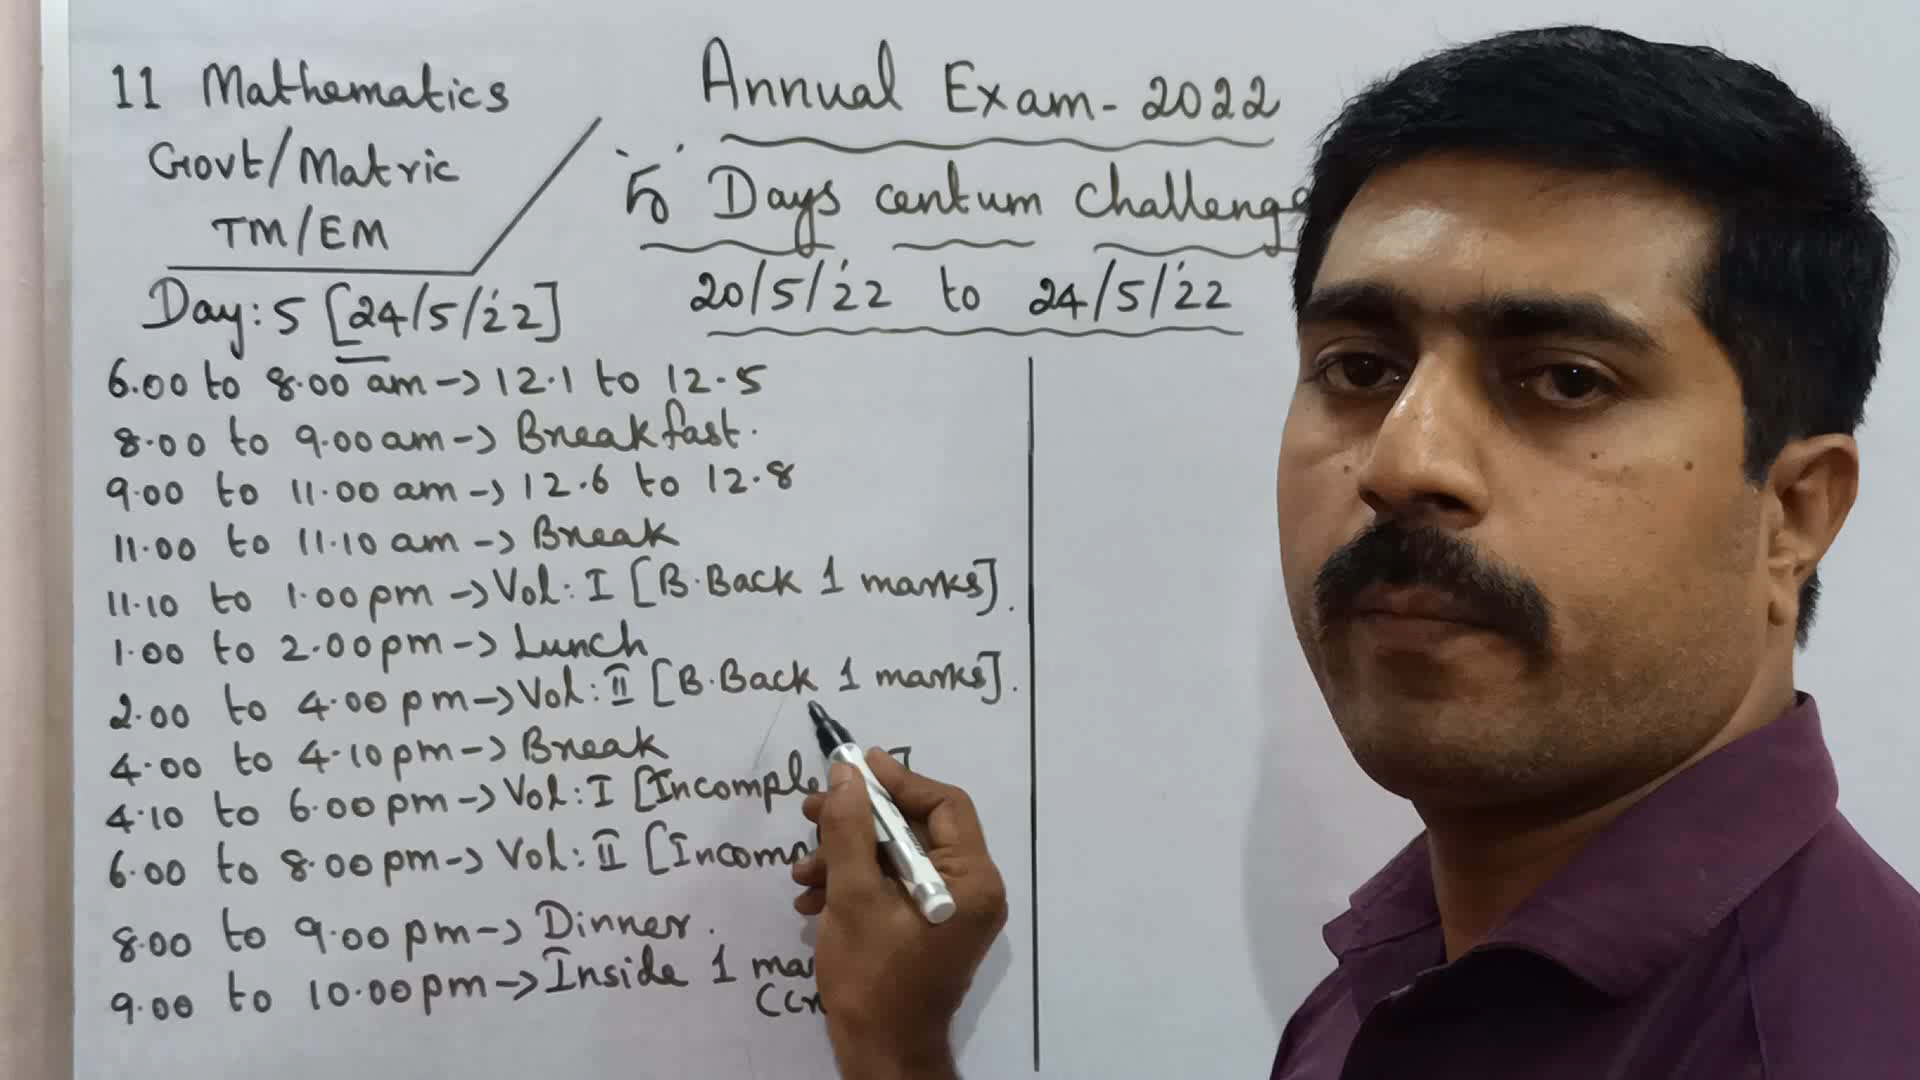 11 Mathematics
Govt/Matric
TM/EM
Annual Exam-2022
5 Days centum challenge
20/5/'22 to 24/5/'22
Day: 5 [24/5/'22]
6.00 to 8.00 am -> 12.1 to 12.5
8.00 to 9.00 am -> Breakfast.
9.00 to 11.00 am -> 12.6 to 12.8
11.00 to 11.10 am -> Break
11.10 to 1.00 pm -> Vol: I [B.Back 1 marks].
1.00 to 2.00 pm -> Lunch
2.00 to 4.00 pm -> Vol: II [B.Back 1 marks].
4.00 to 4.10 pm -> Break
4.10 to 6.00 pm -> Vol: I [Incomple ]
6.00 to 8.00 pm -> Vol: II [Incomp
8.00 to 9.00 pm -> Dinner.
9.00 to 10.00 pm -> Inside 1 ma